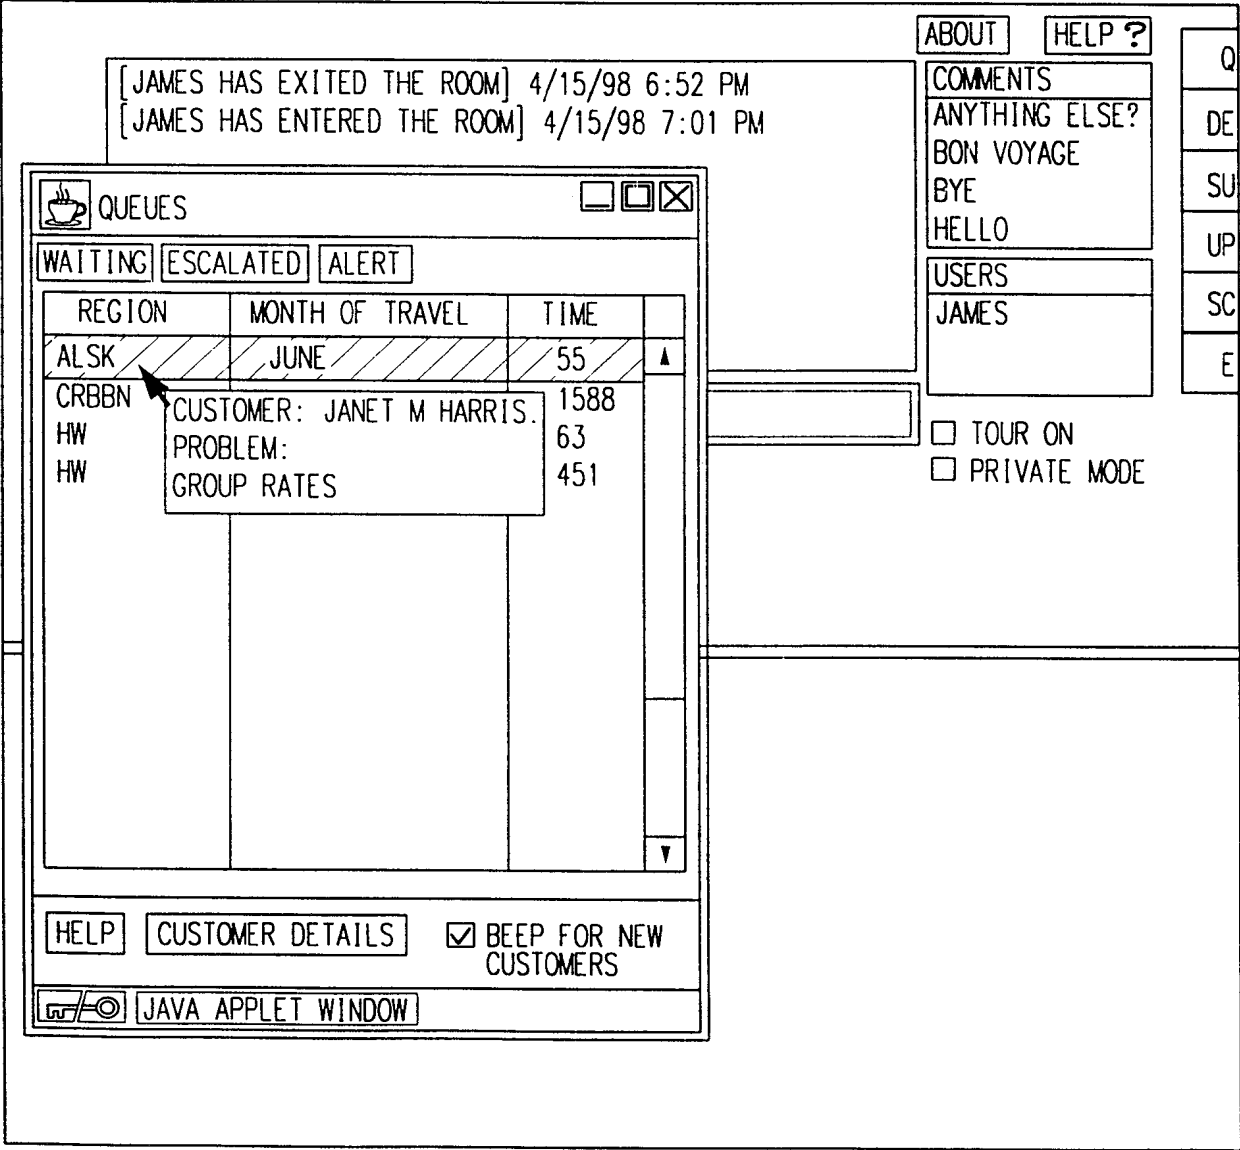 ABOUT HELP ?
[JAMES HAS EXITED THE ROOM] 4/15/98 6:52 PM
[JAMES HAS ENTERED THE ROOM] 4/15/98 7:01 PM
COMMENTS
ANYTHING ELSE?
BON VOYAGE
BYE
HELLO
USERS
JAMES
TOUR ON
PRIVATE MODE
Q
DE
SU
UP
SC
E
QUEUES
WAITING ESCALATED ALERT
REGION MONTH OF TRAVEL TIME
ALSK JUNE 55
CRBBN 1588
HW 63
HW 451
CUSTOMER: JANET M HARRIS.
PROBLEM:
GROUP RATES
HELP CUSTOMER DETAILS BEEP FOR NEW
CUSTOMERS
JAVA APPLET WINDOW